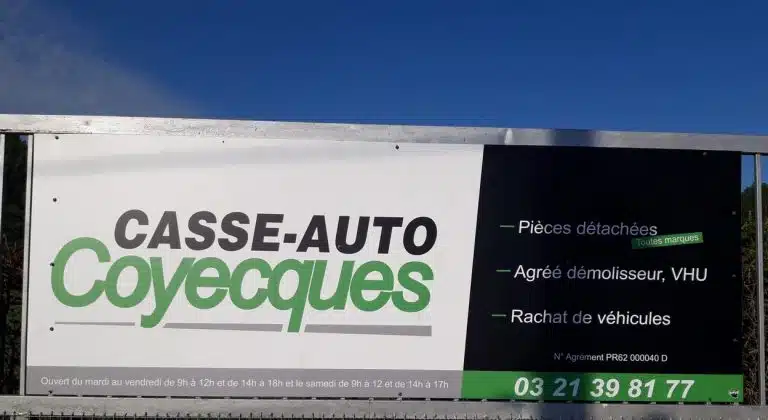 CASSE-AUTO
Coyecques
Ouvert du mardi au vendredi de 9h à 12h et de 14h à 18h et le samedi de 9h à 12 et de 14h à 17h
– Pièces détachées
Toutes marques
– Agréé démolisseur, VHU
– Rachat de véhicules
N° Agrément PR62 000040 D
03 21 39 81 77